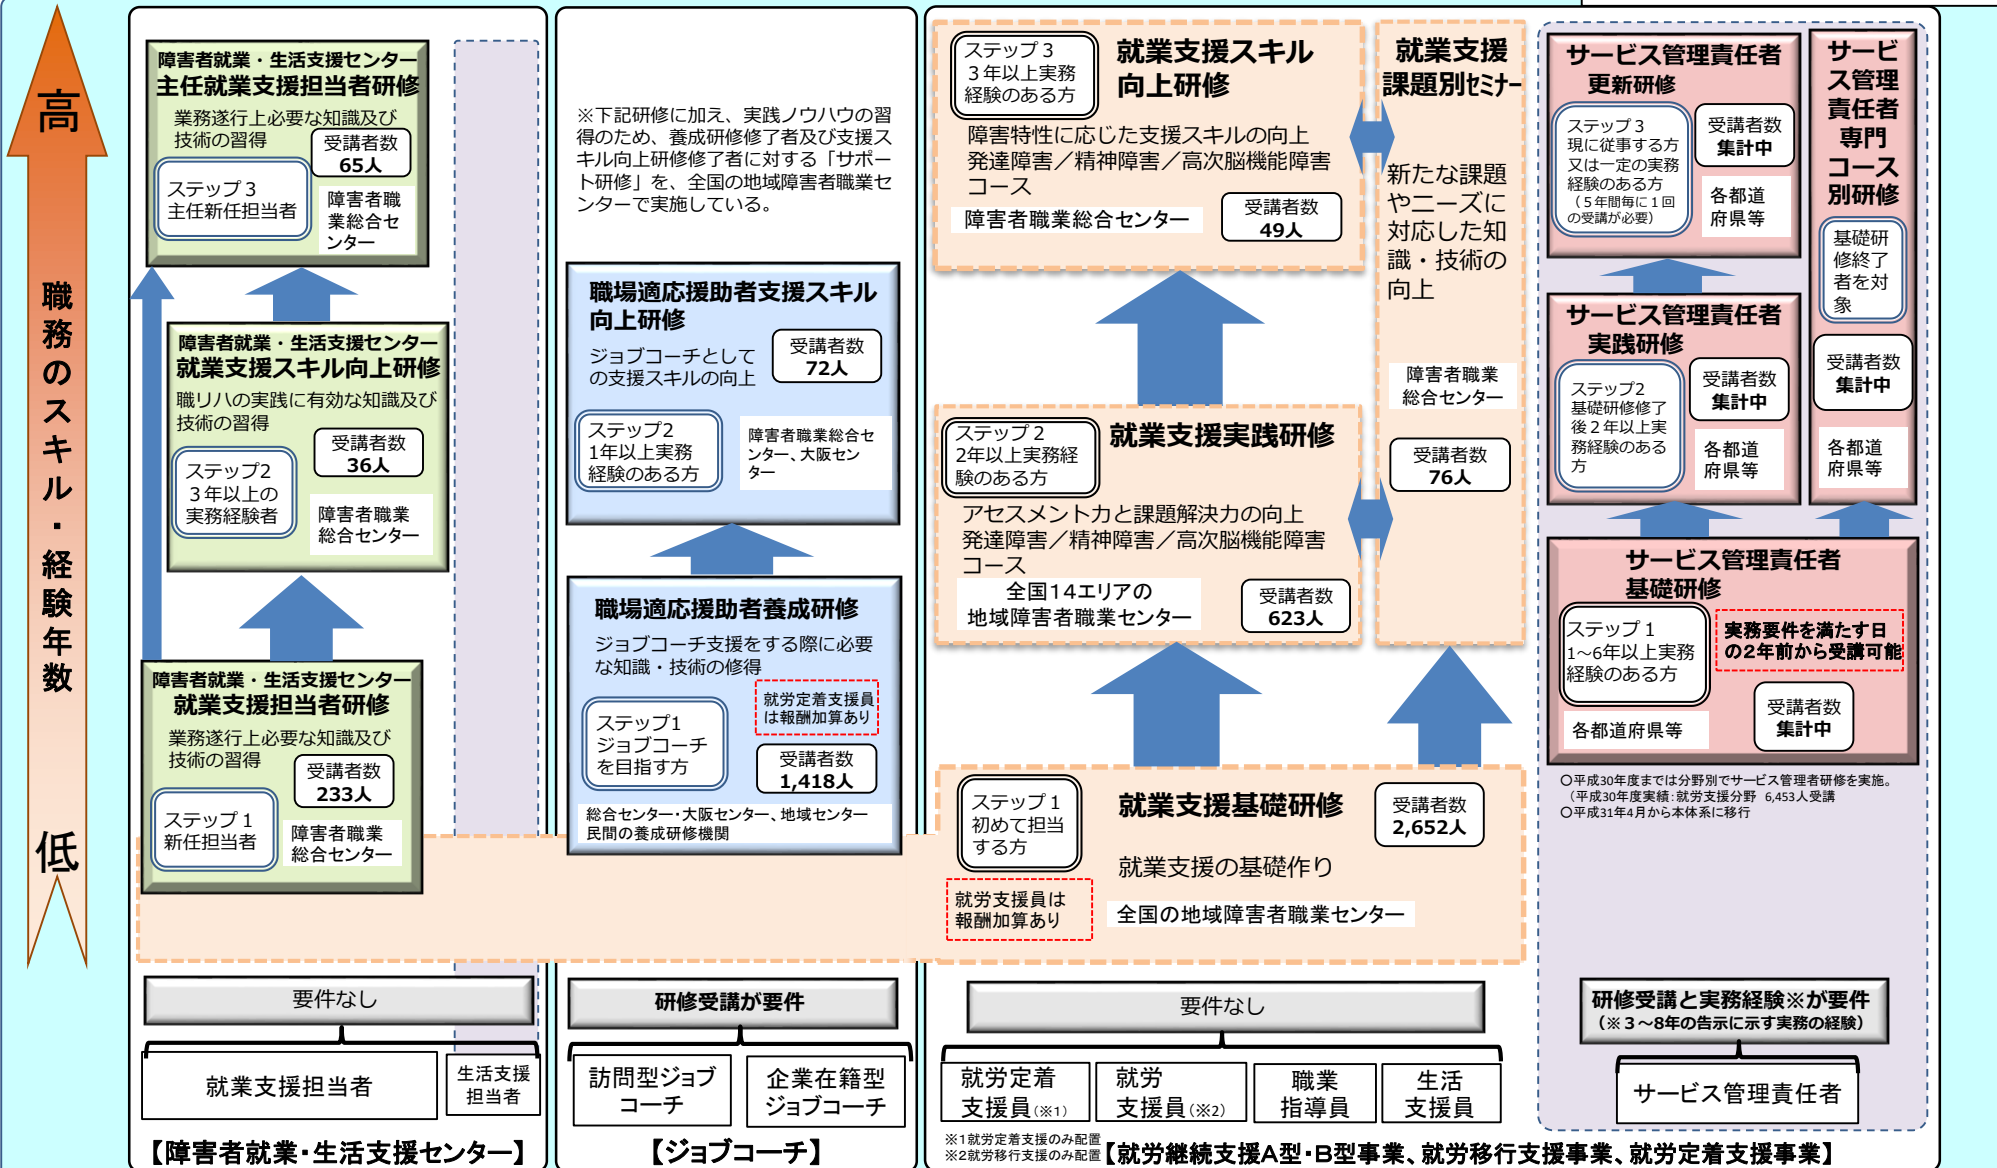 高
職務のスキル・経験年数
低
障害者就業・生活支援センター
主任就業支援担当者研修
業務遂行上必要な知識及び
技術の習得
受講者数
65人
ステップ３
主任新任担当者
障害者職
業総合セ
ンター
障害者就業・生活支援センター
就業支援スキル向上研修
職リハの実践に有効な知識及び
技術の習得
受講者数
36人
ステップ2
３年以上の
実務経験者
障害者職業
総合センター
障害者就業・生活支援センター
就業支援担当者研修
業務遂行上必要な知識及び
技術の習得
受講者数
233人
ステップ１
新任担当者
障害者職業
総合センター
要件なし
就業支援担当者
生活支援
担当者
【障害者就業・生活支援センター】
※下記研修に加え、実践ノウハウの習
得のため、養成研修修了者及び支援ス
キル向上研修修了者に対する「サポー
ト研修」を、全国の地域障害者職業セ
ンターで実施している。
職場適応援助者支援スキル
向上研修
ジョブコーチとして
の支援スキルの向上
受講者数
72人
ステップ2
1年以上実務
経験のある方
障害者職業総合セ
ンター、大阪セン
ター
職場適応援助者養成研修
ジョブコーチ支援をする際に必要
な知識・技術の修得
就労定着支援員
は報酬加算あり
ステップ1
ジョブコーチ
を目指す方
受講者数
1,418人
総合センター・大阪センター、地域センター
民間の養成研修機関
研修受講が要件
訪問型ジョブ
コーチ
企業在籍型
ジョブコーチ
【ジョブコーチ】
ステップ３
３年以上実務
経験のある方
就業支援スキル
向上研修
障害特性に応じた支援スキルの向上
発達障害／精神障害／高次脳機能障害
コース
障害者職業総合センター
受講者数
49人
就業支援
課題別セミナー
新たな課題
やニーズに
対応した知
識・技術の
向上
障害者職業
総合センター
受講者数
76人
ステップ２
2年以上実務経
験のある方
就業支援実践研修
アセスメント力と課題解決力の向上
発達障害／精神障害／高次脳機能障害
コース
全国14エリアの
地域障害者職業センター
受講者数
623人
ステップ１
初めて担当
する方
就業支援基礎研修
受講者数
2,652人
就業支援の基礎作り
就労支援員は
報酬加算あり
全国の地域障害者職業センター
要件なし
就労定着
支援員(※1)
就労
支援員(※2)
職業
指導員
生活
支援員
※1就労定着支援のみ配置
※2就労移行支援のみ配置
【就労継続支援A型・B型事業、就労移行支援事業、就労定着支援事業】
サービス管理責任者
更新研修
ステップ３
現に従事する方
又は一定の実務
経験のある方
（５年間毎に１回
の受講が必要）
受講者数
集計中
各都道
府県等
サービ
ス管理
責任者
専門
コース
別研修
基礎研
修終了
者を対
象
受講者数
集計中
各都道
府県等
サービス管理責任者
実践研修
ステップ2
基礎研修修了
後２年以上実
務経験のある
方
受講者数
集計中
各都道
府県等
サービス管理責任者
基礎研修
ステップ１
1～6年以上実務
経験のある方
実務要件を満たす日
の2年前から受講可能
受講者数
集計中
各都道府県等
〇平成30年度までは分野別でサービス管理者研修を実施。
（平成30年度実績:就労支援分野 6,453人受講
〇平成31年4月から本体系に移行
研修受講と実務経験※が要件
（※３～8年の告示に示す実務の経験）
サービス管理責任者